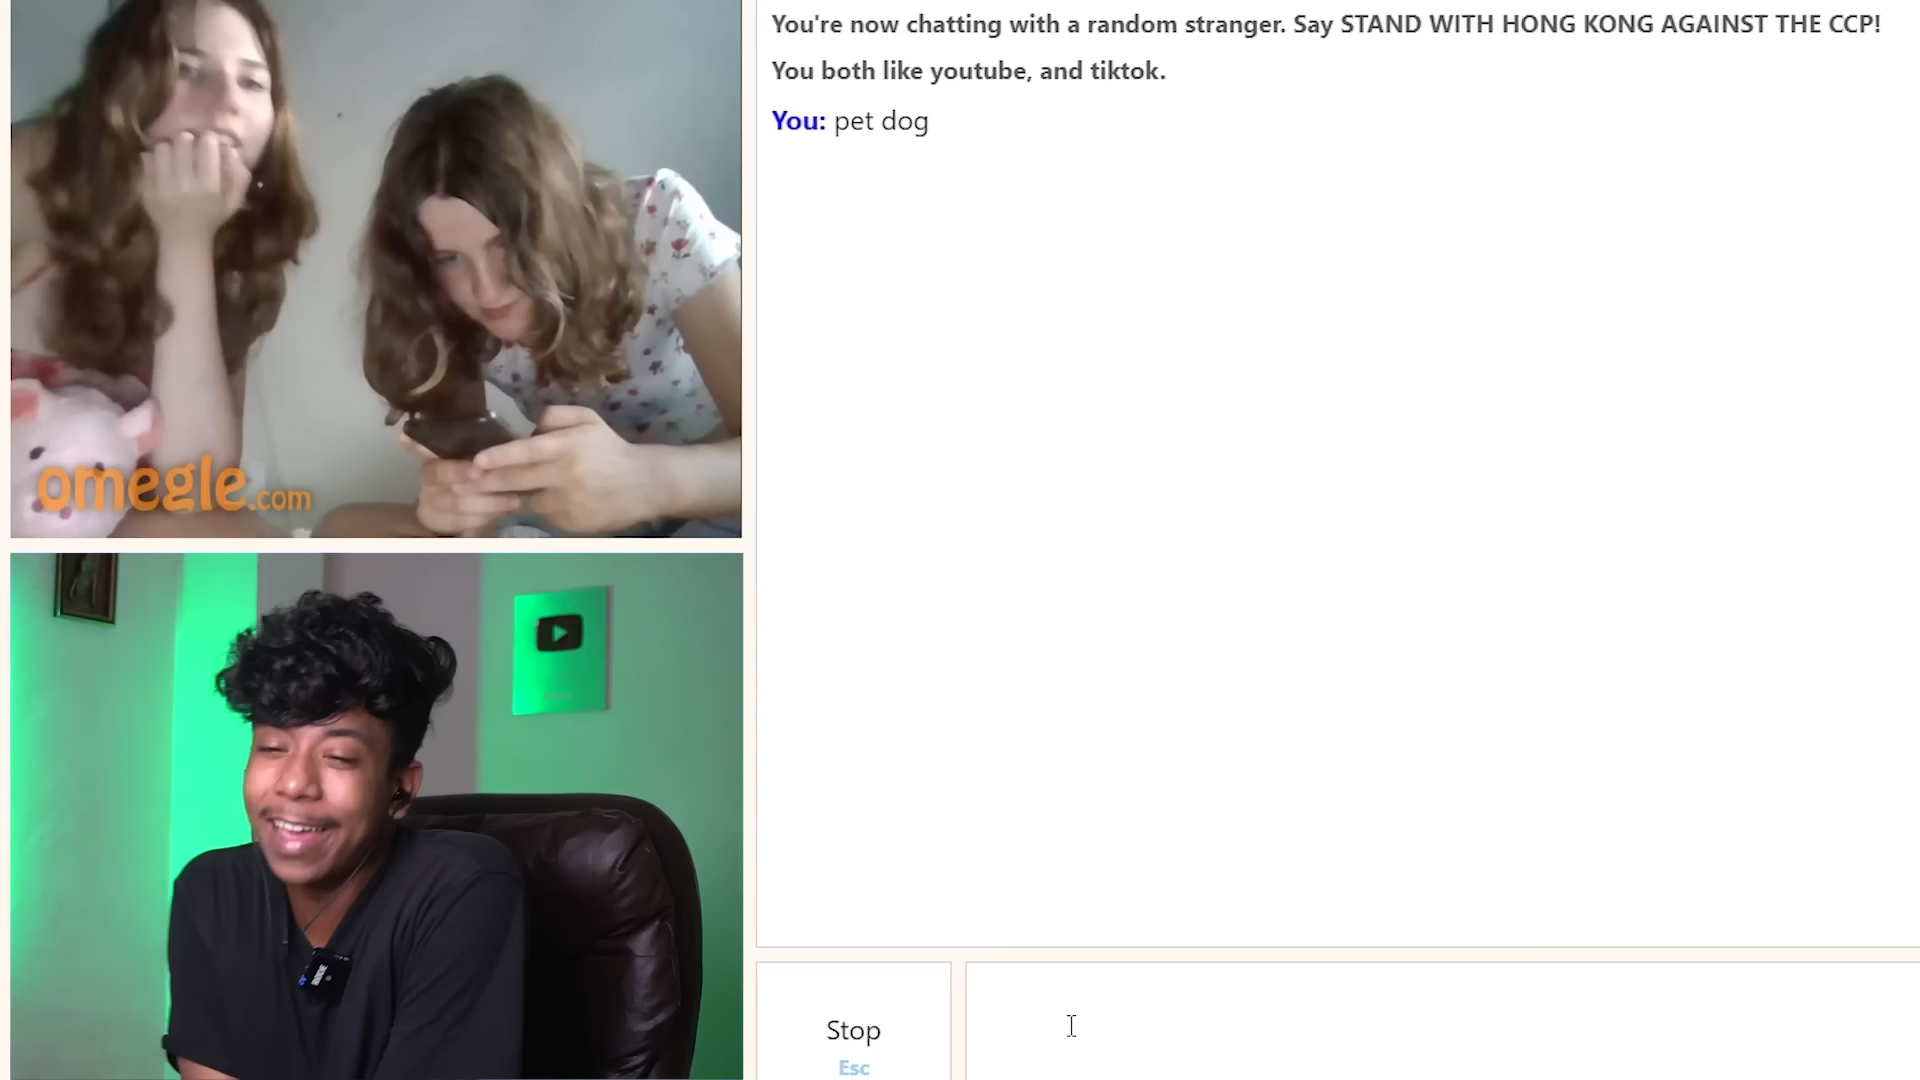 You're now chatting with a random stranger. Say STAND WITH HONG KONG AGAINST THE CCP!
You both like youtube, and tiktok.
You: pet dog
omegle.com
Stop
Esc